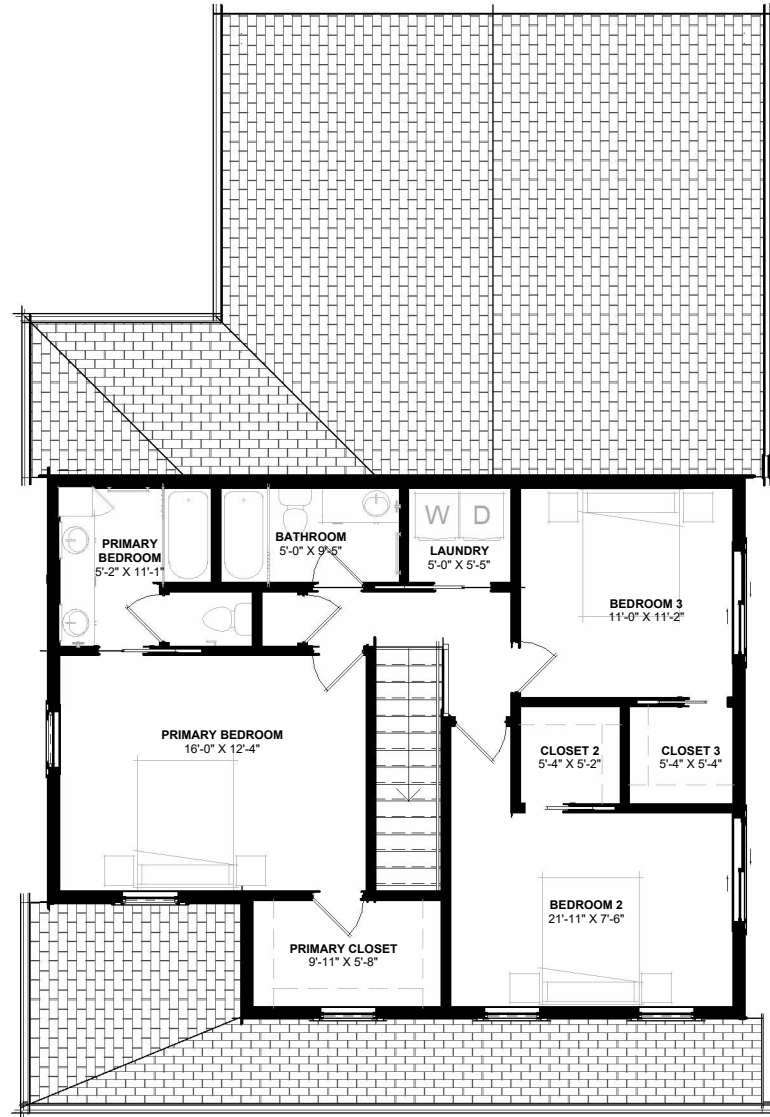 BATHROOM
5'-0" X 9'-5"
W D
PRIMARY
BEDROOM
5'-2" X 11'-1"
LAUNDRY
5'-0" X 5'-5"
BEDROOM 3
11'-0" X 11'-2"
PRIMARY BEDROOM
16'-0" X 12'-4"
CLOSET 2
5'-4" X 5'-2"
CLOSET 3
5'-4" X 5'-4"
BEDROOM 2
21'-11" X 7'-6"
PRIMARY CLOSET
9'-11" X 5'-8"